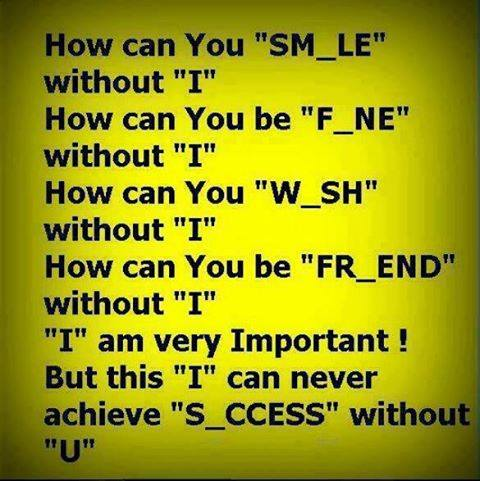 How can You "SM_LE"
without "I"
How can You be "F_NE"
without "I"
How can You "W_SH"
without "I"
How can You be "FR_END"
without "I"
"I" am very Important !
But this "I" can never
achieve "S_CCESS" without
"U"